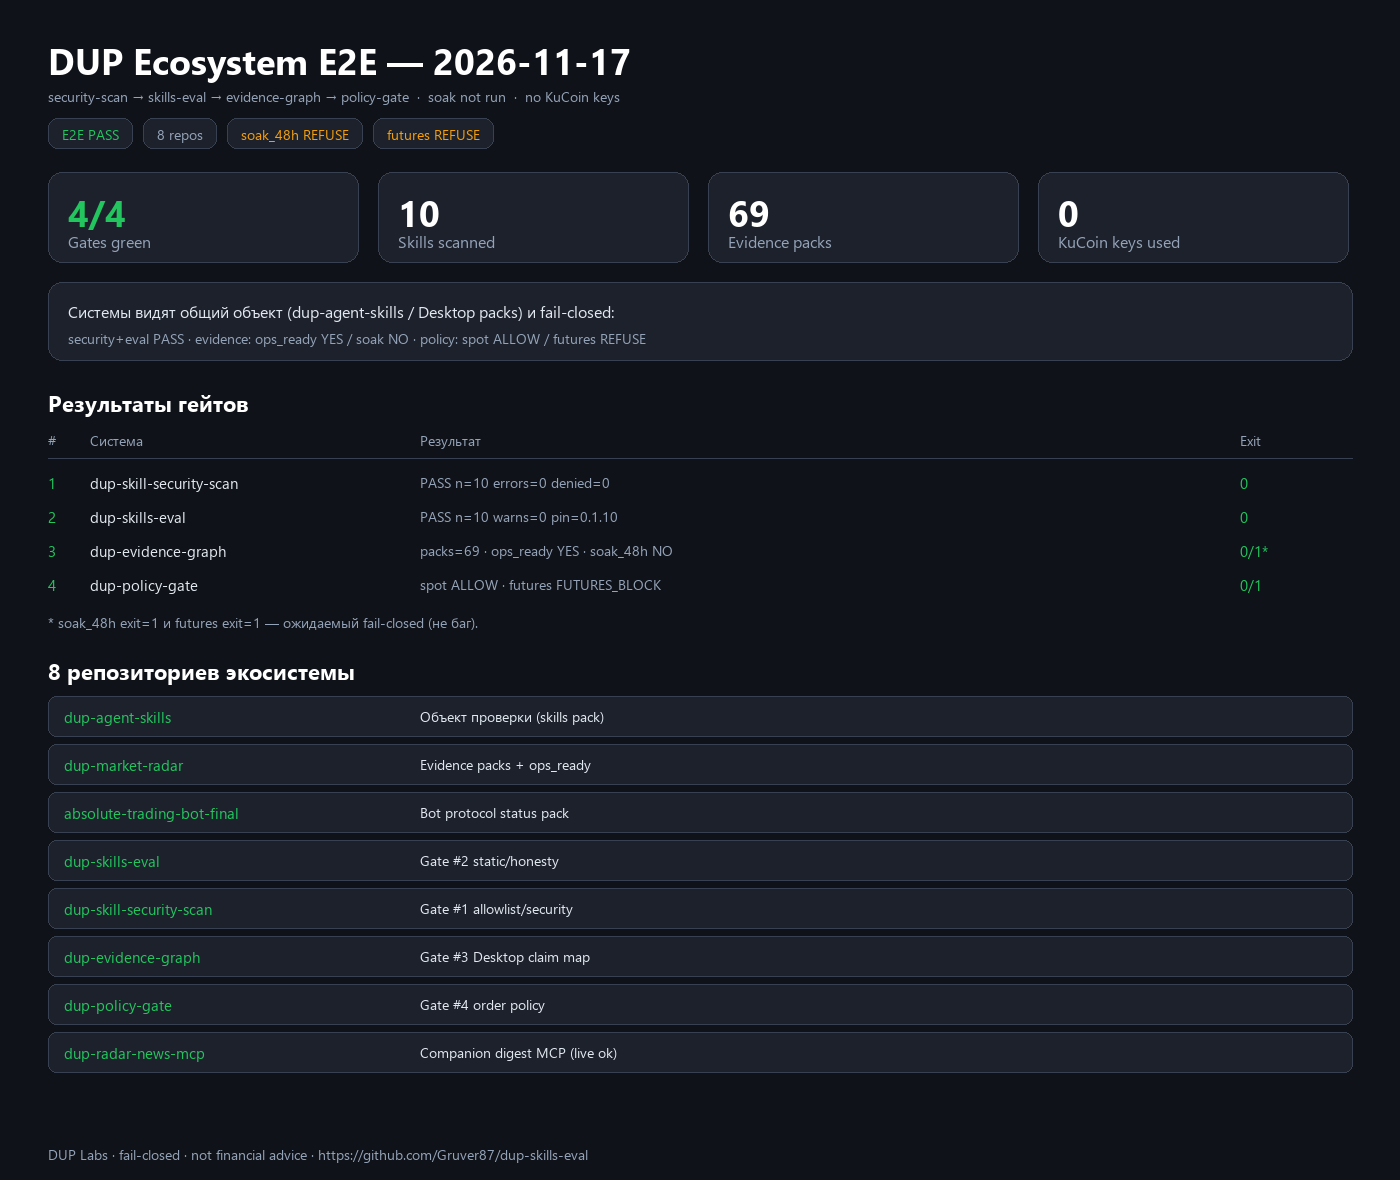 DUP Ecosystem E2E — 2026-11-17
security-scan → skills-eval → evidence-graph → policy-gate · soak not run · no KuCoin keys
E2E PASS 8 repos soak_48h REFUSE futures REFUSE
4/4 10 69 0
Gates green Skills scanned Evidence packs KuCoin keys used
Системы видят общий объект (dup-agent-skills / Desktop packs) и fail-closed:
security+eval PASS · evidence: ops_ready YES / soak NO · policy: spot ALLOW / futures REFUSE
Результаты гейтов
# Система Результат Exit
1 dup-skill-security-scan PASS n=10 errors=0 denied=0 0
2 dup-skills-eval PASS n=10 warns=0 pin=0.1.10 0
3 dup-evidence-graph packs=69 · ops_ready YES · soak_48h NO 0/1*
4 dup-policy-gate spot ALLOW · futures FUTURES_BLOCK 0/1
* soak_48h exit=1 и futures exit=1 — ожидаемый fail-closed (не баг).
8 репозиториев экосистемы
dup-agent-skills Объект проверки (skills pack)
dup-market-radar Evidence packs + ops_ready
absolute-trading-bot-final Bot protocol status pack
dup-skills-eval Gate #2 static/honesty
dup-skill-security-scan Gate #1 allowlist/security
dup-evidence-graph Gate #3 Desktop claim map
dup-policy-gate Gate #4 order policy
dup-radar-news-mcp Companion digest MCP (live ok)
DUP Labs · fail-closed · not financial advice · https://github.com/Gruver87/dup-skills-eval